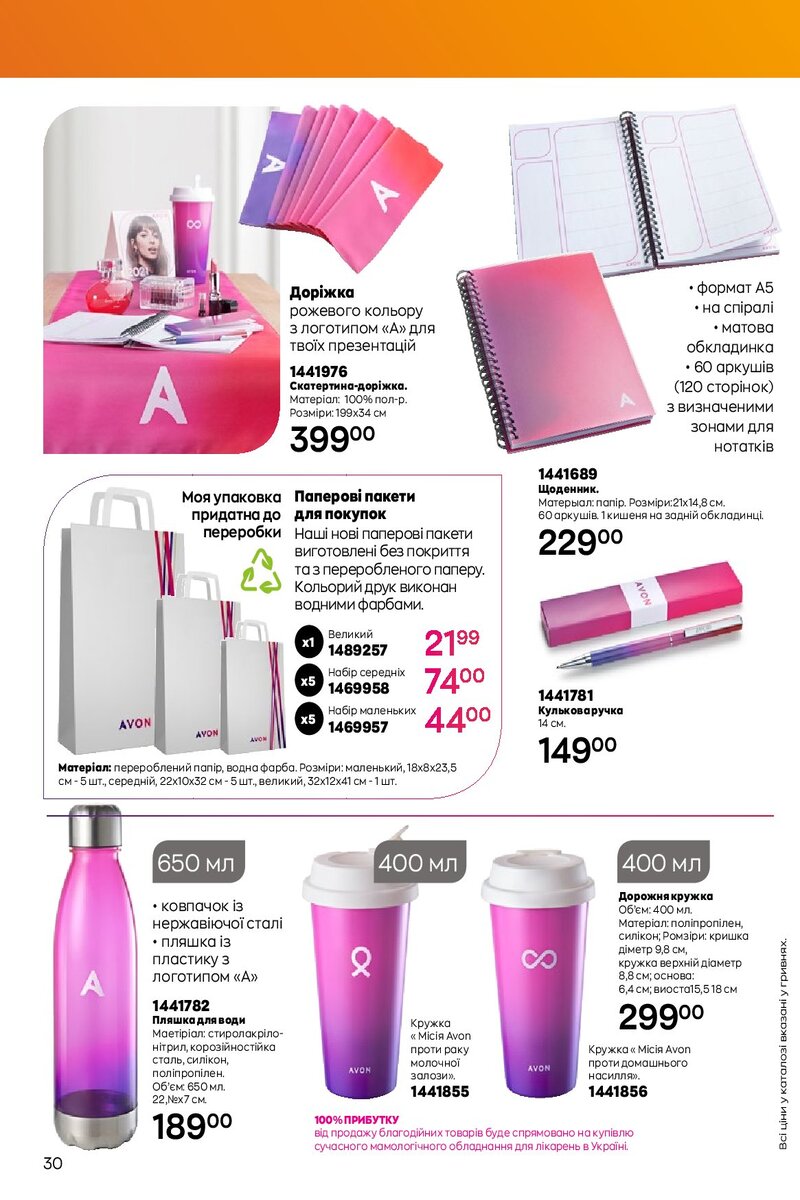 Доріжка
рожевого кольору
з логотипом «А» для
твоїх презентацій
1441976
Скатертина-доріжка.
Матеріал: 100% пол-р.
Розміри: 199х34 см
399⁰⁰
2021
AVON
• формат А5
• на спіралі
• матова
обкладинка
• 60 аркушів
(120 сторінок)
з визначеними
зонами для
нотатків
1441689
Щоденник.
Матерыал: папір. Розміри:21х14,8 см.
60 аркушів. 1 кишеня на задній обкладинці.
229⁰⁰
Моя упаковка
придатна до
переробки
Паперові пакети
для покупок
Наші нові паперові пакети
виготовлені без покриття
та з переробленого паперу.
Кольорий друк виконан
водними фарбами.
x1 Великий
1489257 21⁹⁹
x5 Набір середніх
1469958 74⁰⁰
x5 Набір маленьких
1469957 44⁰⁰
AVON
AVON
AVON
Матеріал: перероблений папір, водна фарба. Розміри: маленький, 18х8х23,5
см - 5 шт., середній, 22х10х32 см - 5 шт., великий, 32х12х41 см - 1 шт.
AVON
1441781
Кулькова ручка
14 см.
149⁰⁰
650 мл
• ковпачок із
нержавіючої сталі
• пляшка із
пластику з
логотипом «А»
1441782
Пляшка для води
Маетіріал: стиролакріло-
нітрил, корозійностійка
сталь, силікон,
поліпропілен.
Об'єм: 650 мл.
22,№х7 см.
189⁰⁰
400 мл
AVON
Кружка
« Місія Avon
проти раку
молочної
залози».
1441855
400 мл
AVON
Дорожня кружка
Об'єм: 400 мл.
Матеріал: поліпропілен,
силікон; Ромзіри: кришка
діметр 9,8 см,
кружка верхній діаметр
8,8 см; основа:
6,4 см; виоста15,5 18 см
299⁰⁰
Кружка « Місія Avon
проти домашнього
насилля».
1441856
100% ПРИБУТКУ
від продажу благодійних товарів буде спрямовано на купівлю
сучасного мамологічного обладнання для лікарень в Україні.
Всі ціни у каталозі вказані у гривнях.
30